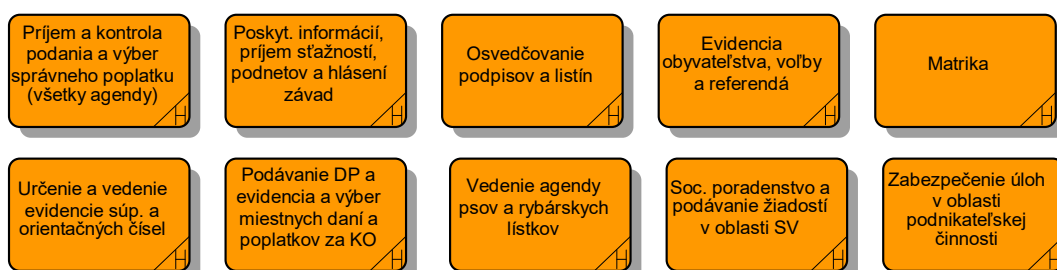 Príjem a kontrola
podania a výber
správneho poplatku
(všetky agendy)
H
Poskyt. informácií,
príjem sťažností,
podnetov a hlásení
závad
H
Osvedčovanie
podpisov a listín
H
Evidencia
obyvateľstva, voľby
a referendá
H
Matrika
H
Určenie a vedenie
evidencie súp. a
orientačných čísel
H
Podávanie DP a
evidencia a výber
miestnych daní a
poplatkov za KO
H
Vedenie agendy
psov a rybárskych
lístkov
H
Soc. poradenstvo a
podávanie žiadostí
v oblasti SV
H
Zabezpečenie úloh
v oblasti
podnikateľskej
činnosti
H